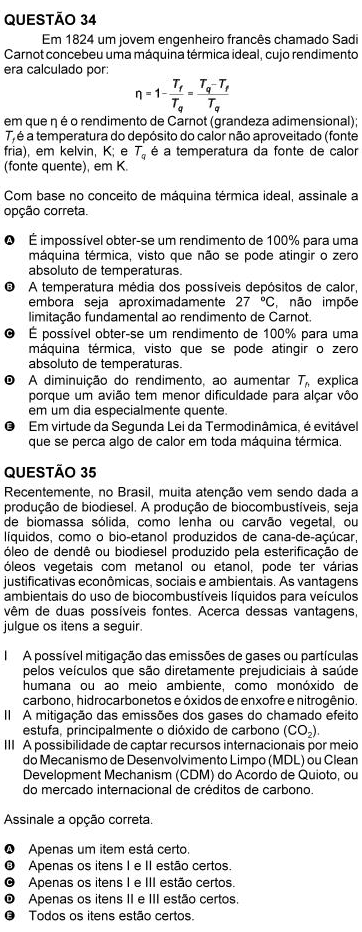 QUESTÃO 34
Em 1824 um jovem engenheiro francês chamado Sadi
Carnot concebeu uma máquina térmica ideal, cujo rendimento
era calculado por:
η = 1 - T_f / T_q = (T_q - T_f) / T_q
em que η é o rendimento de Carnot (grandeza adimensional);
T_f é a temperatura do depósito do calor não aproveitado (fonte
fria), em kelvin, K; e T_q é a temperatura da fonte de calor
(fonte quente), em K.
Com base no conceito de máquina térmica ideal, assinale a
opção correta.
A É impossível obter-se um rendimento de 100% para uma
máquina térmica, visto que não se pode atingir o zero
absoluto de temperaturas.
B A temperatura média dos possíveis depósitos de calor,
embora seja aproximadamente 27 ºC, não impõe
limitação fundamental ao rendimento de Carnot.
C É possível obter-se um rendimento de 100% para uma
máquina térmica, visto que se pode atingir o zero
absoluto de temperaturas.
D A diminuição do rendimento, ao aumentar T_f, explica
porque um avião tem menor dificuldade para alçar vôo
em um dia especialmente quente.
E Em virtude da Segunda Lei da Termodinâmica, é evitável
que se perca algo de calor em toda máquina térmica.
QUESTÃO 35
Recentemente, no Brasil, muita atenção vem sendo dada a
produção de biodiesel. A produção de biocombustíveis, seja
de biomassa sólida, como lenha ou carvão vegetal, ou
líquidos, como o bio-etanol produzidos de cana-de-açúcar,
óleo de dendê ou biodiesel produzido pela esterificação de
óleos vegetais com metanol ou etanol, pode ter várias
justificativas econômicas, sociais e ambientais. As vantagens
ambientais do uso de biocombustíveis líquidos para veículos
vêm de duas possíveis fontes. Acerca dessas vantagens,
julgue os itens a seguir.
I A possível mitigação das emissões de gases ou partículas
pelos veículos que são diretamente prejudiciais à saúde
humana ou ao meio ambiente, como monóxido de
carbono, hidrocarbonetos e óxidos de enxofre e nitrogênio.
II A mitigação das emissões dos gases do chamado efeito
estufa, principalmente o dióxido de carbono (CO₂).
III A possibilidade de captar recursos internacionais por meio
do Mecanismo de Desenvolvimento Limpo (MDL) ou Clean
Development Mechanism (CDM) do Acordo de Quioto, ou
do mercado internacional de créditos de carbono.
Assinale a opção correta.
A Apenas um item está certo.
B Apenas os itens I e II estão certos.
C Apenas os itens I e III estão certos.
D Apenas os itens II e III estão certos.
E Todos os itens estão certos.